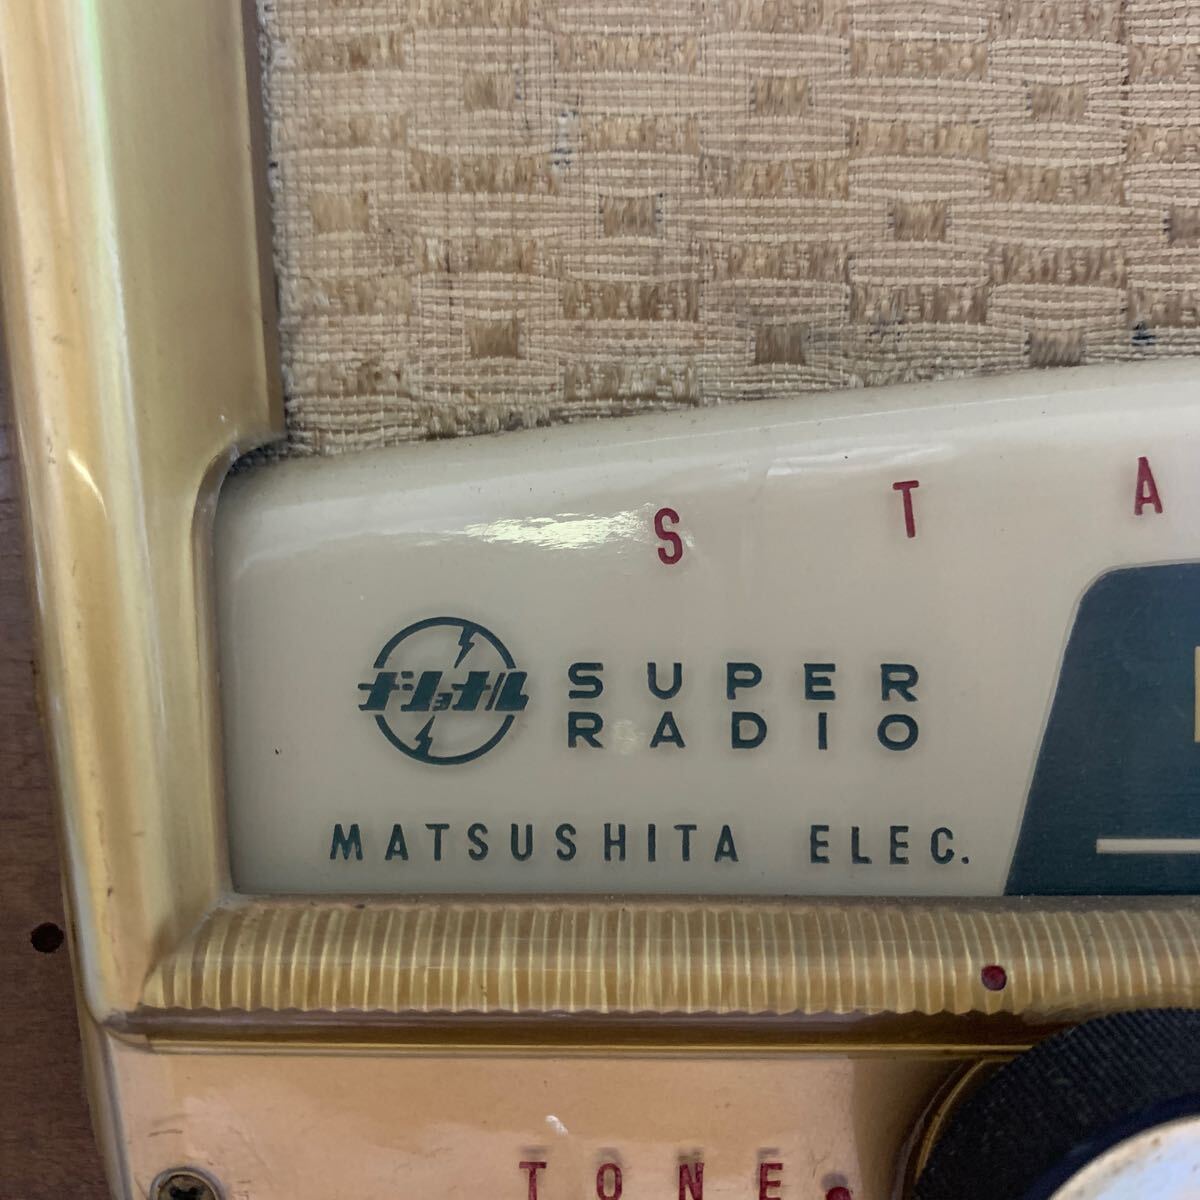 S T A
ナショナル
SUPER
RADIO
MATSUSHITA ELEC.
TONE